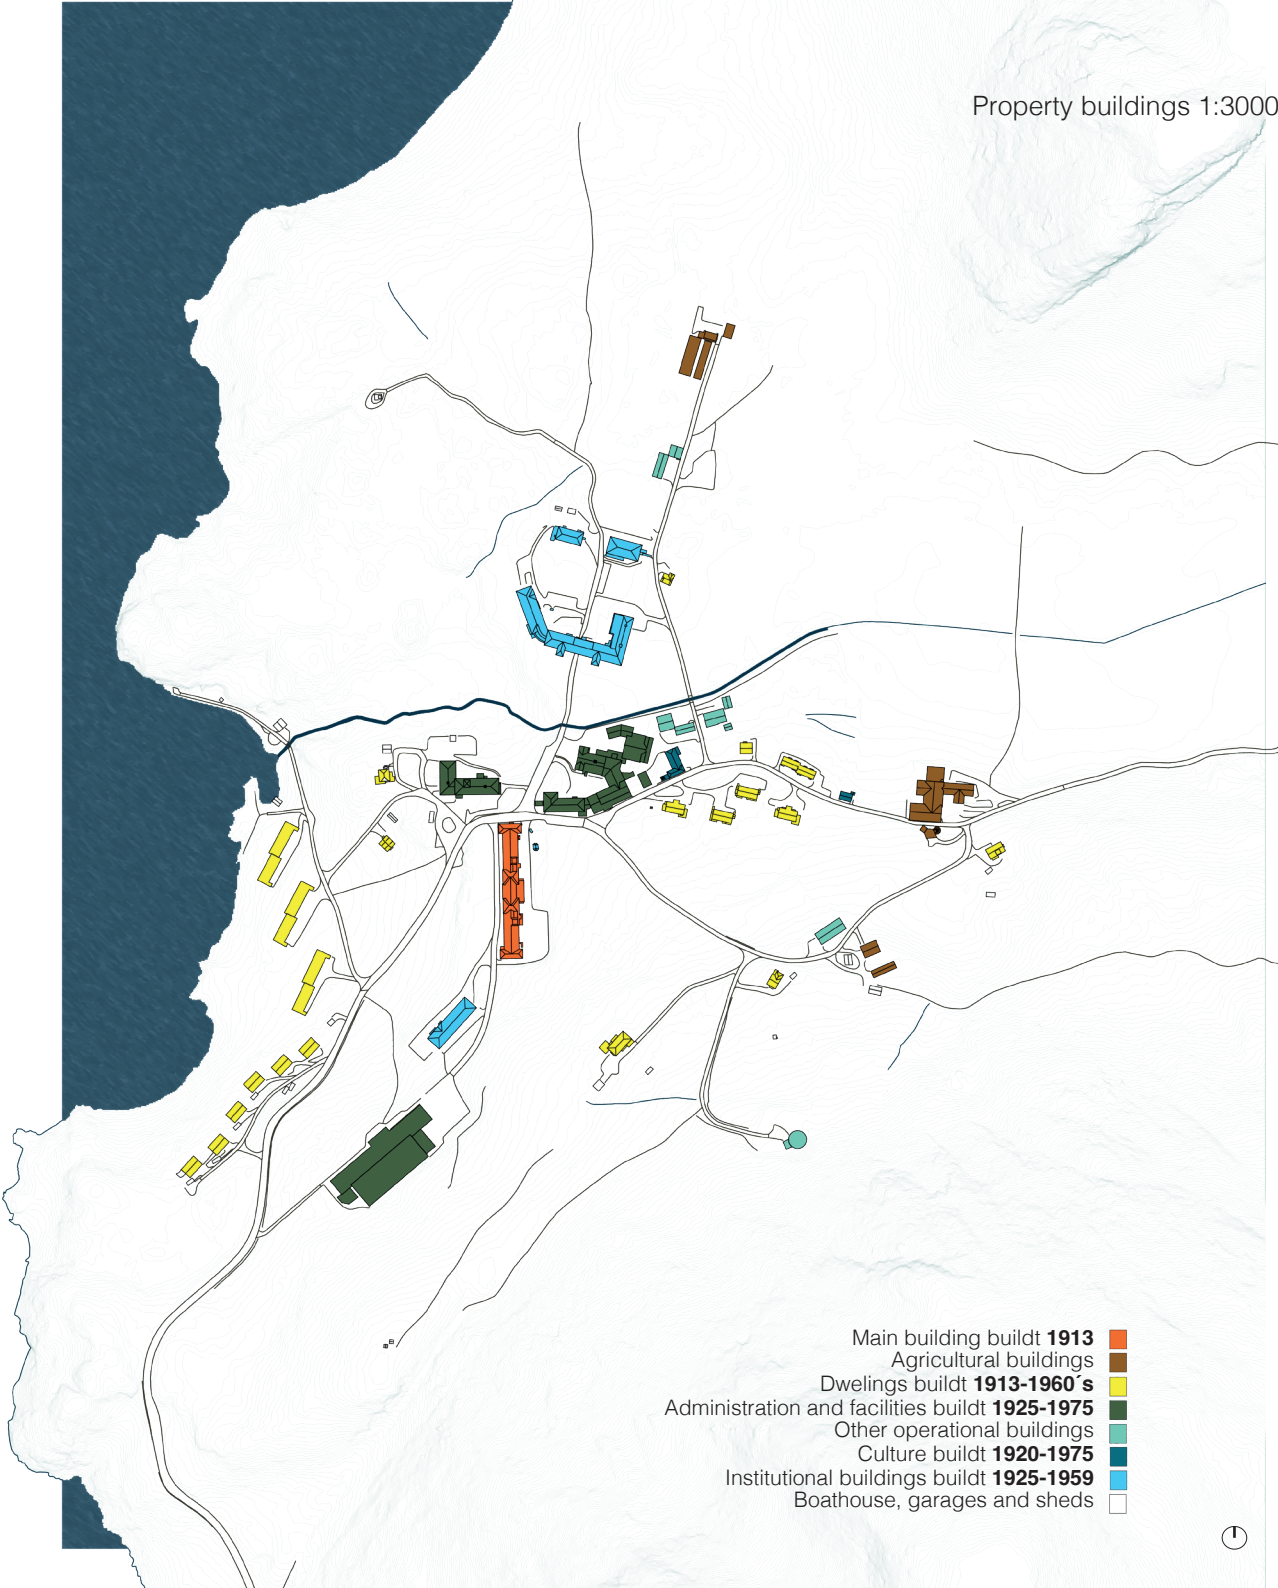 Property buildings 1:3000
Main building buildt 1913
Agricultural buildings
Dwelings buildt 1913-1960´s
Administration and facilities buildt 1925-1975
Other operational buildings
Culture buildt 1920-1975
Institutional buildings buildt 1925-1959
Boathouse, garages and sheds